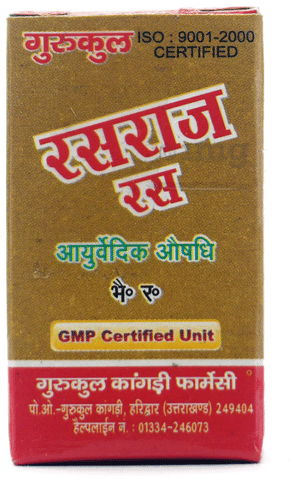 गुरुकुल ISO : 9001-2000
CERTIFIED
रसराज
रस
आयुर्वेदिक औषधि
भै० र०
GMP Certified Unit
गुरुकुल कांगड़ी फार्मेसी
पो.ओ.-गुरुकुल कांगडी, हरिद्वार (उत्तराखण्ड) 249404
हैल्पलाईन न. : 01334-246073